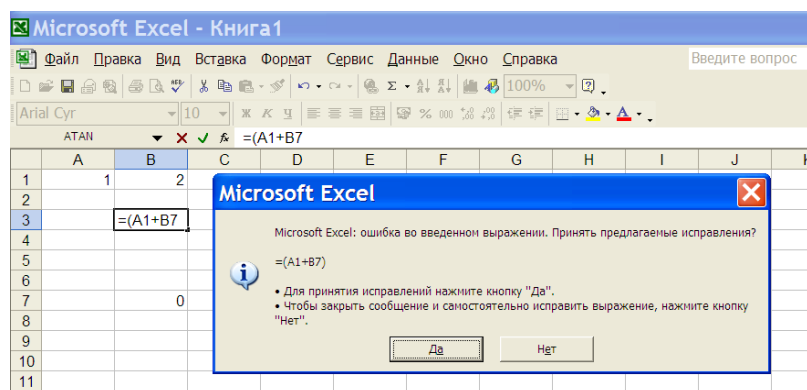 Microsoft Excel - Книга1
Файл Правка Вид Вставка Формат Сервис Данные Окно Справка Введите вопрос
100%
Arial Cyr 10 Ж К Ч % 000
ATAN =(A1+B7
A B C D E F G H I J
1 1 2
2
3 =(A1+B7
4
5
6
7 0
8
9
10
11
Microsoft Excel
Microsoft Excel: ошибка во введенном выражении. Принять предлагаемые исправления?
=(A1+B7)
• Для принятия исправлений нажмите кнопку "Да".
• Чтобы закрыть сообщение и самостоятельно исправить выражение, нажмите кнопку
"Нет".
Да Нет